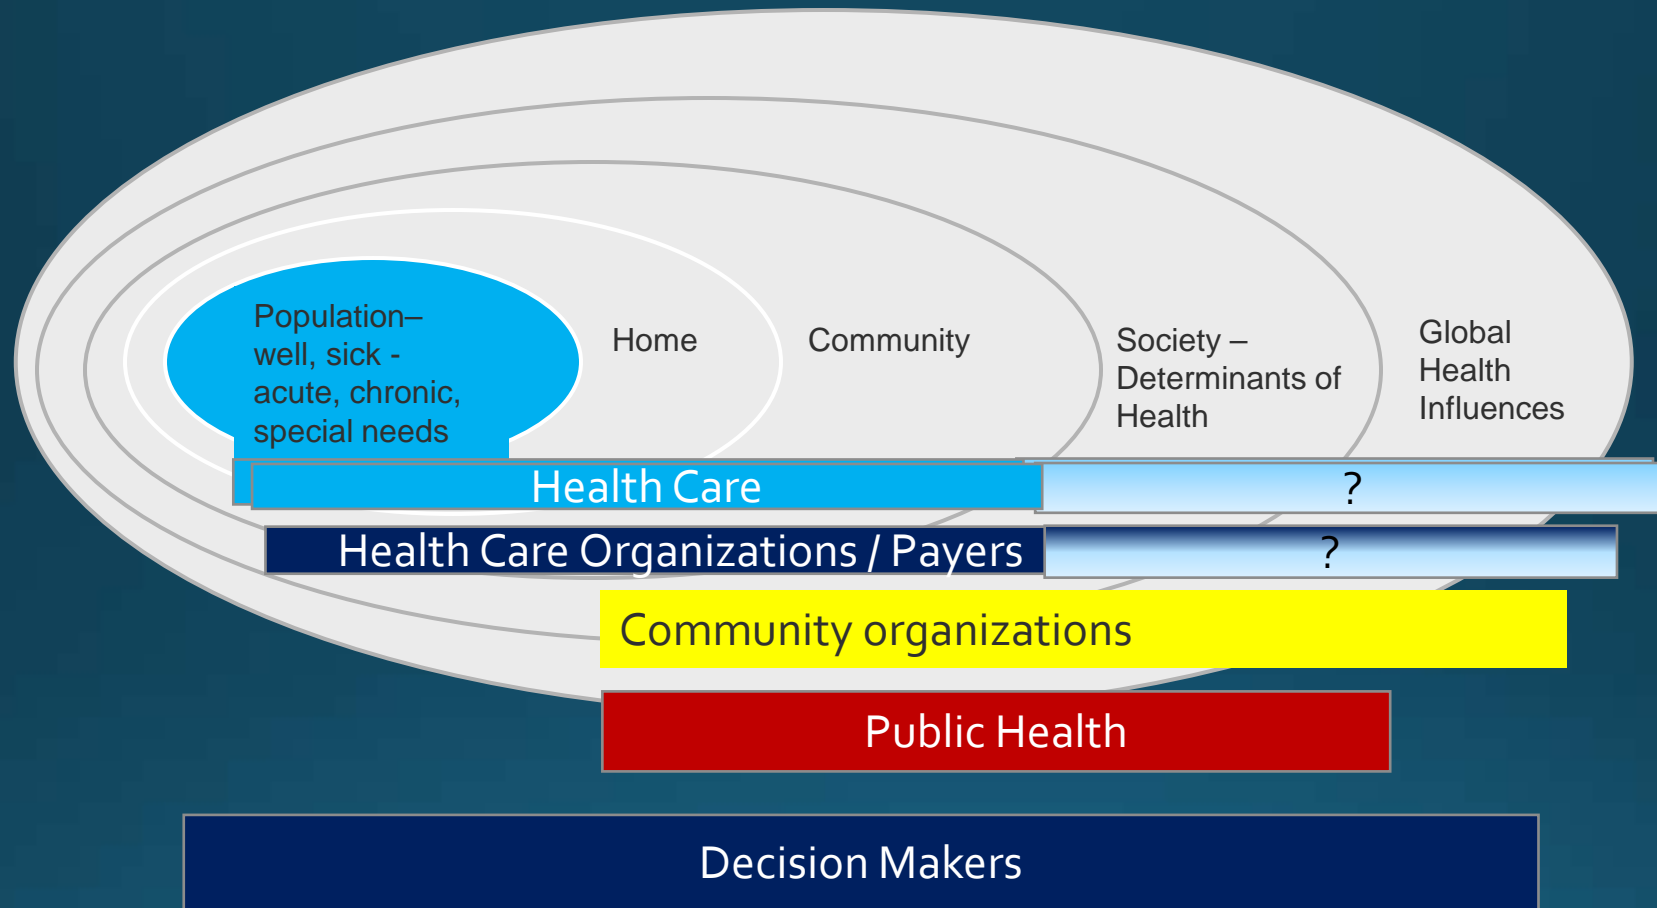 Population–
well, sick -
acute, chronic,
special needs
Home
Community
Society –
Determinants of
Health
Global
Health
Influences
Health Care
?
Health Care Organizations / Payers
?
Community organizations
Public Health
Decision Makers